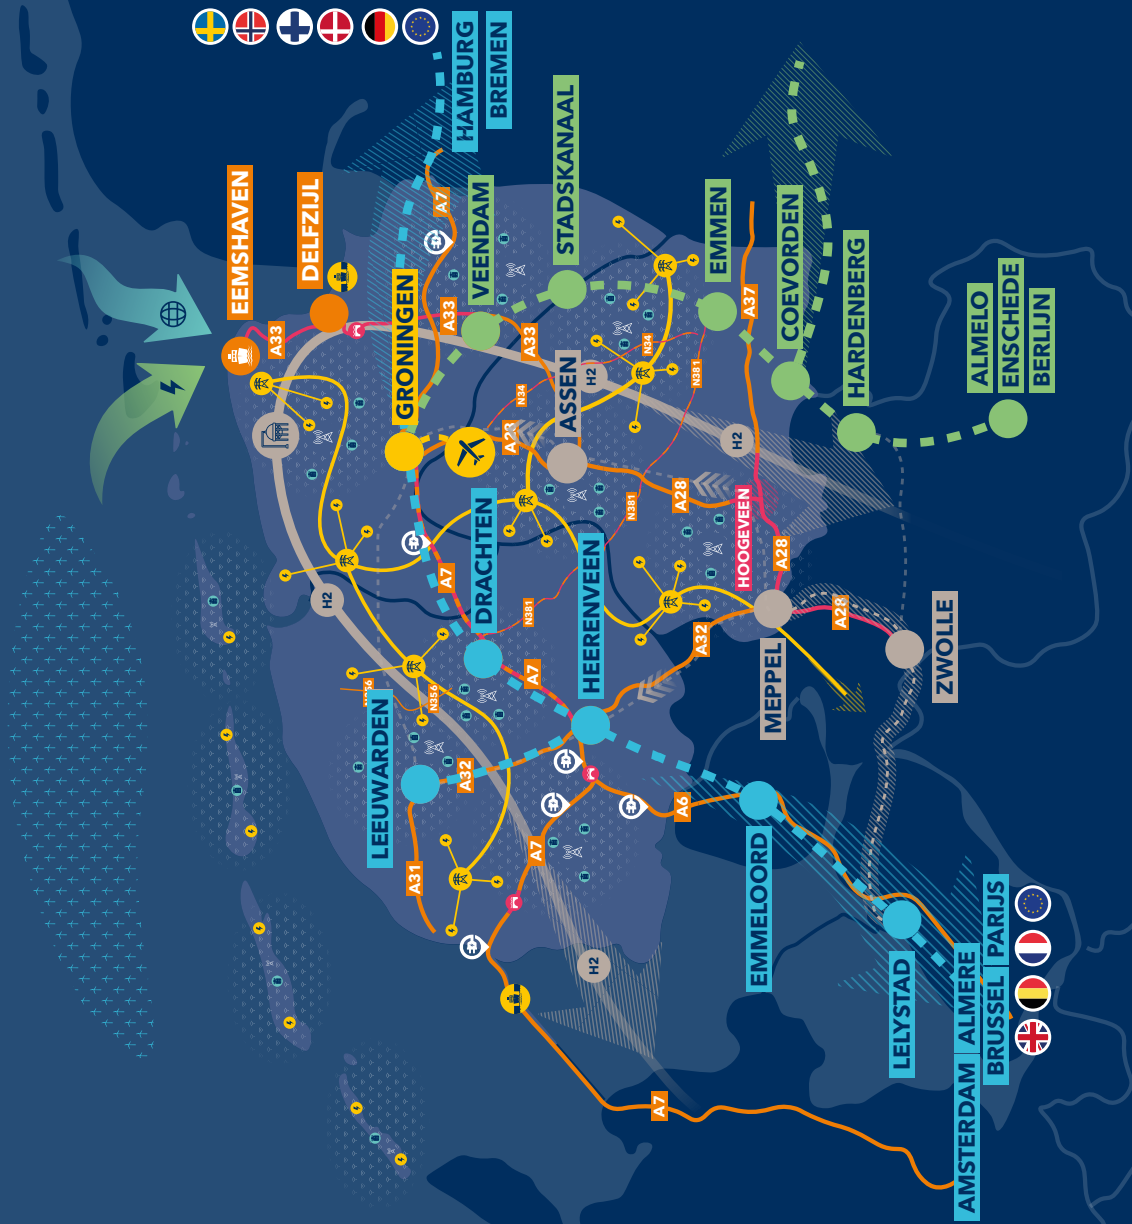 EEMSHAVEN
A33
DELFZIJL
H2
LEEUWARDEN
GRONINGEN
A31
N356
A7
A7
A33
HAMBURG
BREMEN
A32
VEENDAM
DRACHTEN
A28
N34
N381
A33
A7
A7
STADSKANAAL
ASSEN
H2
HEERENVEEN
H2
N381
N34
A7
A28
A6
N381
A32
EMMEN
H2
HOOGEVEEN
A37
EMMELOORD
MEPPEL
A28
COEVORDEN
A28
HARDENBERG
LELYSTAD
ZWOLLE
AMSTERDAM ALMERE
BRUSSEL PARIJS
ALMELO
ENSCHEDE
BERLIJN